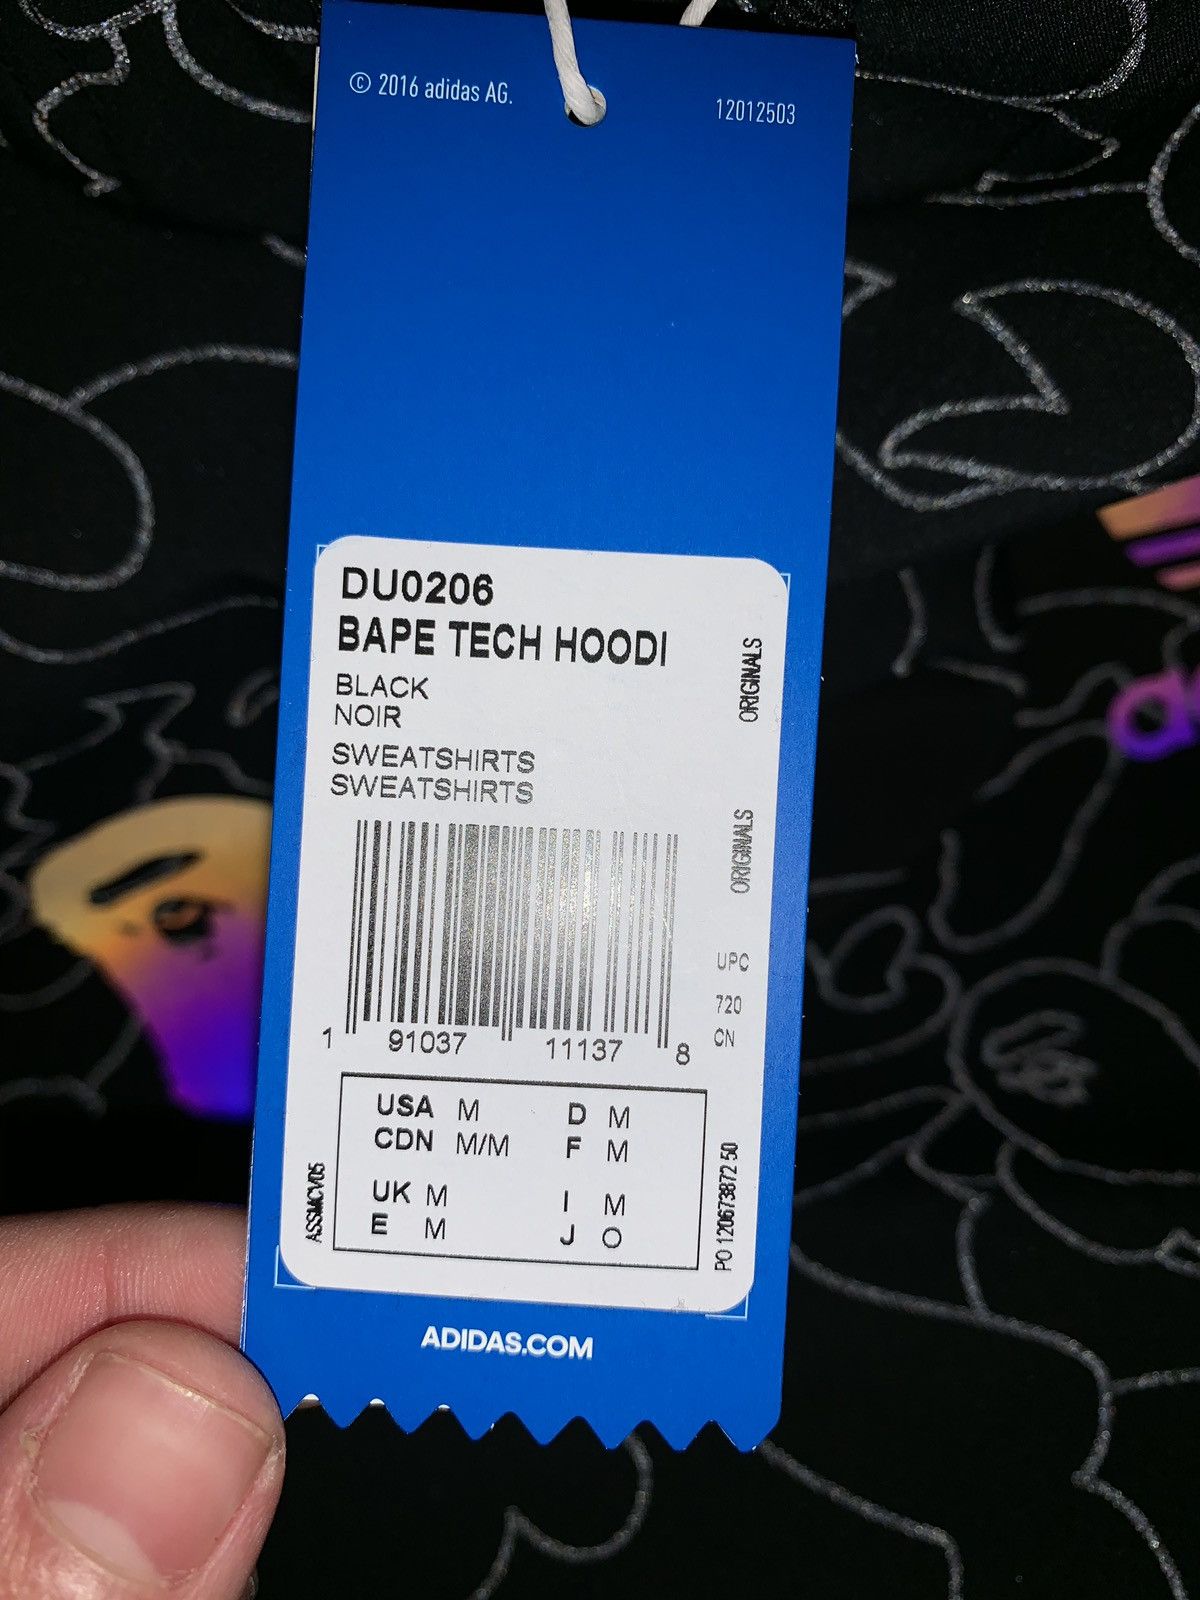 © 2016 adidas AG.
12012503
DU0206
BAPE TECH HOODI
BLACK
NOIR
SWEATSHIRTS
SWEATSHIRTS
ORIGINALS
ORIGINALS
UPC
720
CN
1 91037 11137 8
USA M D M
CDN M/M F M
UK M I M
E M J O
ASSMCV05
PO 120673872 50
ADIDAS.COM